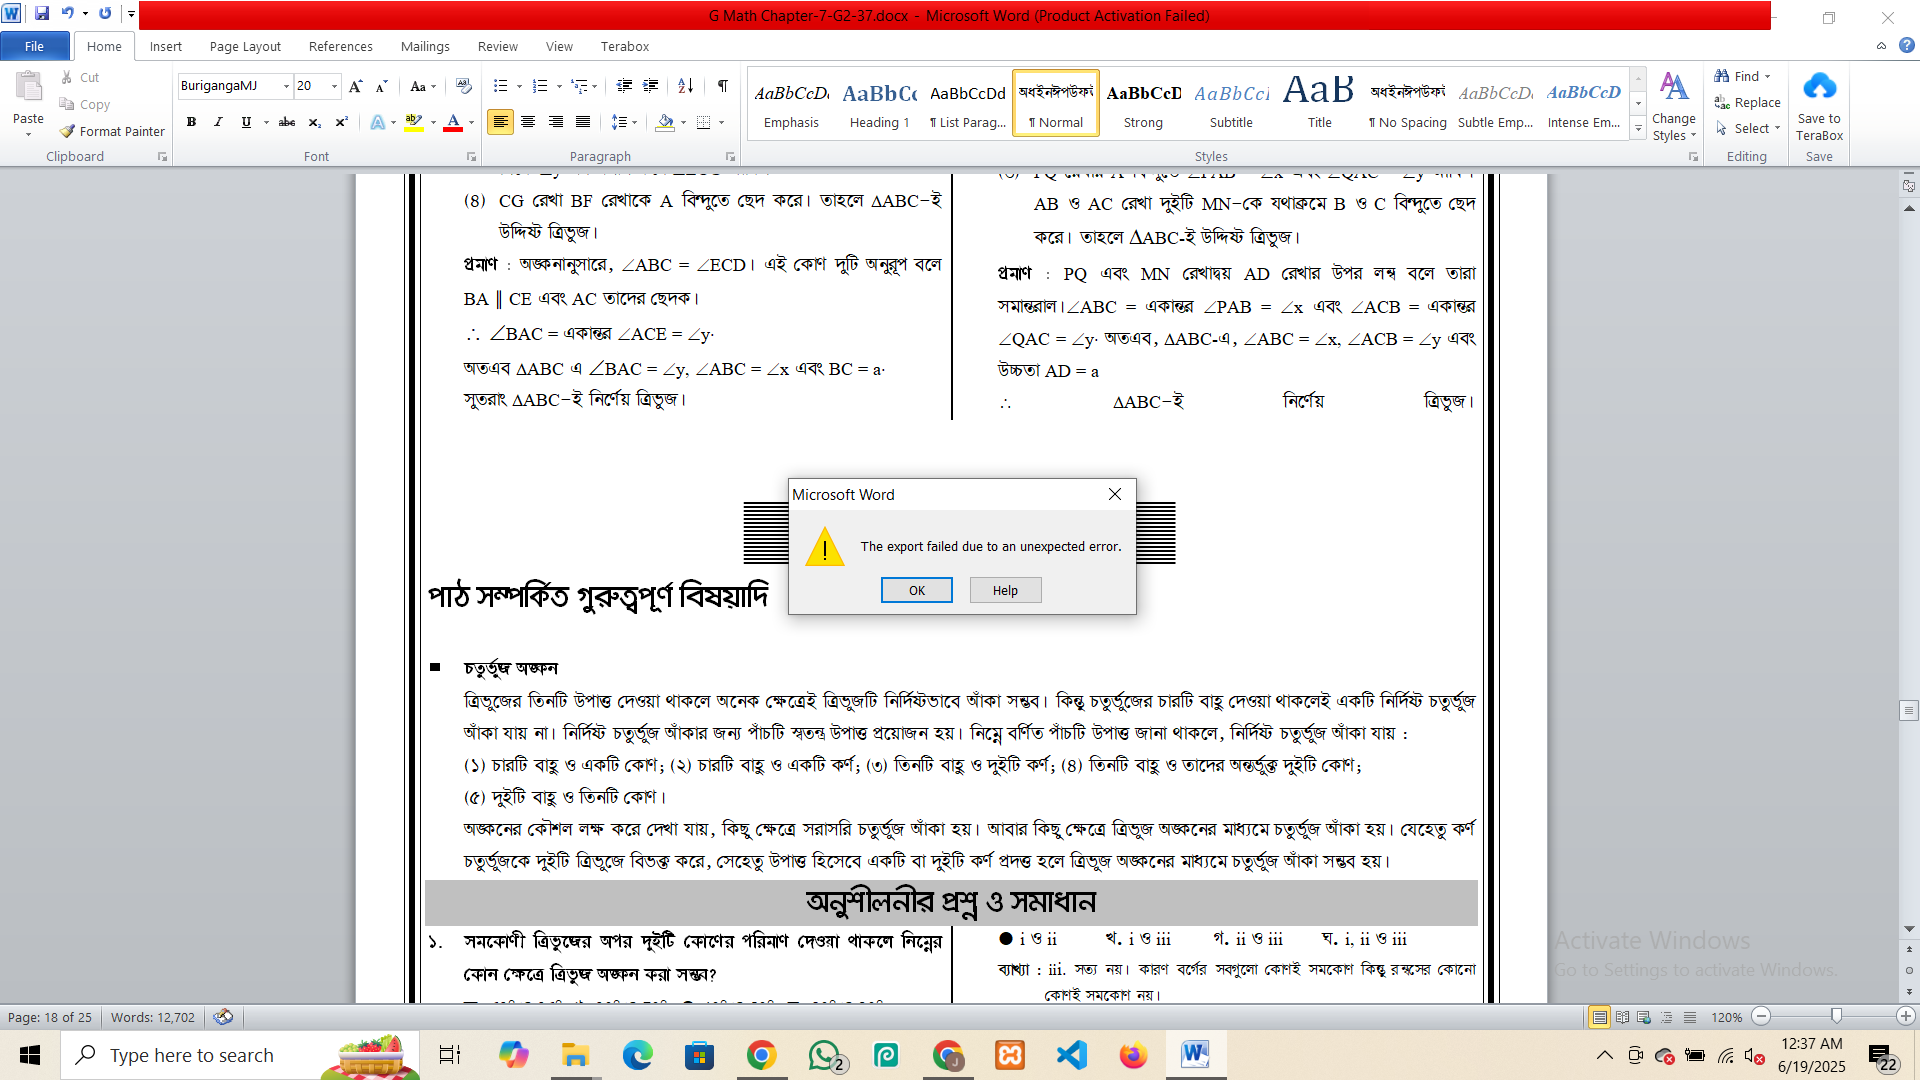 G Math Chapter-7-G2-37.docx - Microsoft Word (Product Activation Failed)
File Home Insert Page Layout References Mailings Review View Terabox
Paste
Cut
Copy
Format Painter
Clipboard
BurigangaMJ 20
Font
Paragraph
AaBbCcDc AaBbCc AaBbCcDd অধইনঈপউফ AaBbCcD AaBbCcI AaB অধইনঈপউফ AaBbCcDc AaBbCcD
Emphasis Heading 1 ¶ List Parag... ¶ Normal Strong Subtitle Title ¶ No Spacing Subtle Emp... Intense Em...
Styles
Change Styles
Find
Replace
Select
Editing
Save to TeraBox
Save
(8) CG রেখা BF রেখাকে A বিন্দুতে ছেদ করে। তাহলে ΔABC–ই
উদ্দিষ্ট ত্রিভুজ।
প্রমাণ : অঙ্কনানুসারে, ∠ABC = ∠ECD। এই কোণ দুটি অনুরূপ বলে
BA ∥ CE এবং AC তাদের ছেদক।
∴ ∠BAC = একান্তর ∠ACE = ∠y·
অতএব ΔABC এ ∠BAC = ∠y, ∠ABC = ∠x এবং BC = a·
সুতরাং ΔABC–ই নির্ণেয় ত্রিভুজ।
AB ও AC রেখা দুইটি MN–কে যথাক্রমে B ও C বিন্দুতে ছেদ
করে। তাহলে ΔABC-ই উদ্দিষ্ট ত্রিভুজ।
প্রমাণ : PQ এবং MN রেখাদ্বয় AD রেখার উপর লম্ব বলে তারা
সমান্তরাল।∠ABC = একান্তর ∠PAB = ∠x এবং ∠ACB = একান্তর
∠QAC = ∠y· অতএব, ΔABC-এ, ∠ABC = ∠x, ∠ACB = ∠y এবং
উচ্চতা AD = a
∴ ΔABC–ই নির্ণেয় ত্রিভুজ।
Microsoft Word
The export failed due to an unexpected error.
OK Help
পাঠ সম্পর্কিত গুরুত্বপূর্ণ বিষয়াদি
চতুর্ভুজ অঙ্কন
ত্রিভুজের তিনটি উপাত্ত দেওয়া থাকলে অনেক ক্ষেত্রেই ত্রিভুজটি নির্দিষ্টভাবে আঁকা সম্ভব। কিন্তু চতুর্ভুজের চারটি বাহু দেওয়া থাকলেই একটি নির্দিষ্ট চতুর্ভুজ
আঁকা যায় না। নির্দিষ্ট চতুর্ভুজ আঁকার জন্য পাঁচটি স্বতন্ত্র উপাত্ত প্রয়োজন হয়। নিম্নে বর্ণিত পাঁচটি উপাত্ত জানা থাকলে, নির্দিষ্ট চতুর্ভুজ আঁকা যায় :
(১) চারটি বাহু ও একটি কোণ; (২) চারটি বাহু ও একটি কর্ণ; (৩) তিনটি বাহু ও দুইটি কর্ণ; (৪) তিনটি বাহু ও তাদের অন্তর্ভুক্ত দুইটি কোণ;
(৫) দুইটি বাহু ও তিনটি কোণ।
অঙ্কনের কৌশল লক্ষ করে দেখা যায়, কিছু ক্ষেত্রে সরাসরি চতুর্ভুজ আঁকা হয়। আবার কিছু ক্ষেত্রে ত্রিভুজ অঙ্কনের মাধ্যমে চতুর্ভুজ আঁকা হয়। যেহেতু কর্ণ
চতুর্ভুজকে দুইটি ত্রিভুজে বিভক্ত করে, সেহেতু উপাত্ত হিসেবে একটি বা দুইটি কর্ণ প্রদত্ত হলে ত্রিভুজ অঙ্কনের মাধ্যমে চতুর্ভুজ আঁকা সম্ভব হয়।
অনুশীলনীর প্রশ্ন ও সমাধান
১. সমকোণী ত্রিভুজের অপর দুইটি কোণের পরিমাণ দেওয়া থাকলে নিম্নের
কোন ক্ষেত্রে ত্রিভুজ অঙ্কন করা সম্ভব?
● i ও ii খ. i ও iii গ. ii ও iii ঘ. i, ii ও iii
ব্যাখ্যা : iii. সত্য নয়। কারণ বর্গের সবগুলো কোণই সমকোণ কিন্তু রম্বসের কোনো
কোণই সমকোণ নয়।
Activate Windows
Go to Settings to activate Windows.
Page: 18 of 25 Words: 12,702 120%
Type here to search
2
12:37 AM
6/19/2025
22